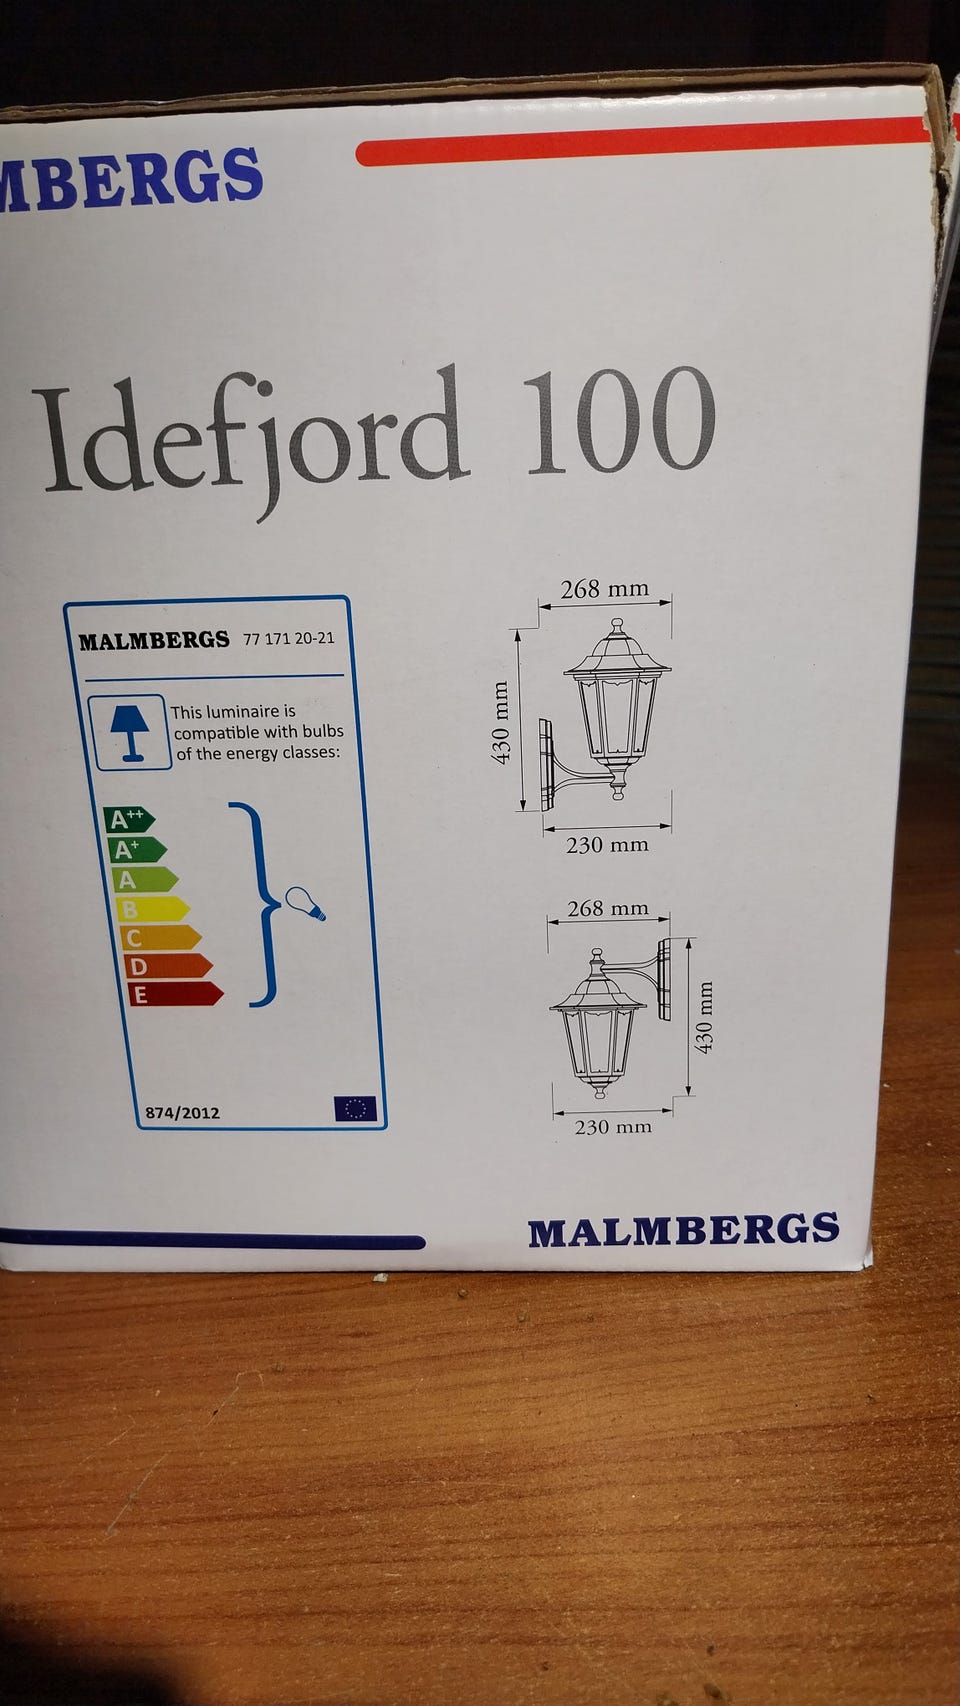 MBERGS
Idefjord 100
MALMBERGS 77 171 20-21
This luminaire is
compatible with bulbs
of the energy classes:
A++
A+
A
B
C
D
E
874/2012
268 mm
430 mm
230 mm
268 mm
430 mm
230 mm
MALMBERGS